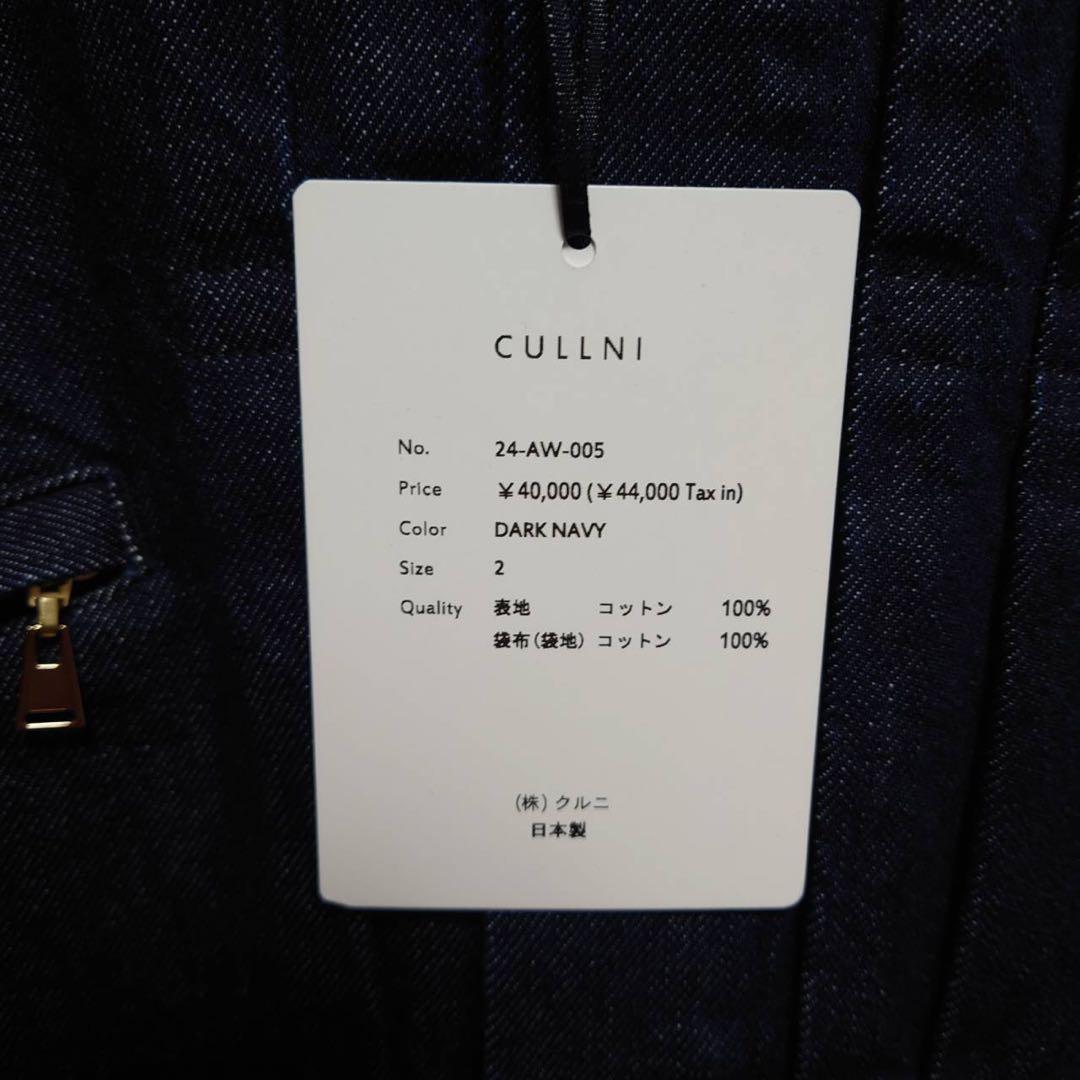 CULLNI
No. 24-AW-005
Price ￥40,000 (￥44,000 Tax in)
Color DARK NAVY
Size 2
Quality 表地 コットン 100%
袋布(袋地) コットン 100%
(株) クルニ
日本製